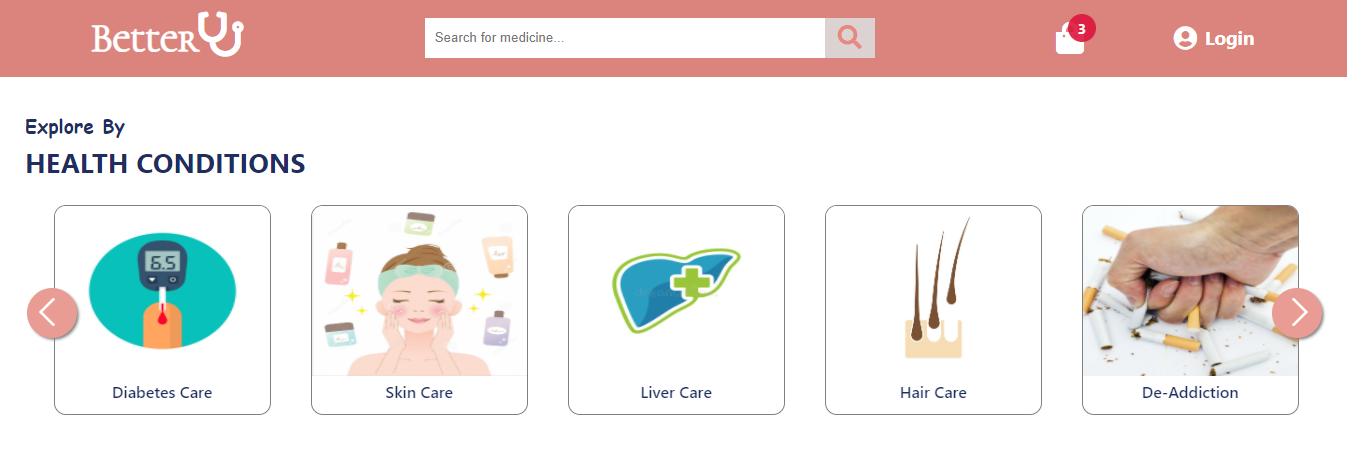 BetterU
Search for medicine...
3
Login
Explore By
HEALTH CONDITIONS
6.5
Diabetes Care
Skin Care
Liver Care
Hair Care
De-Addiction